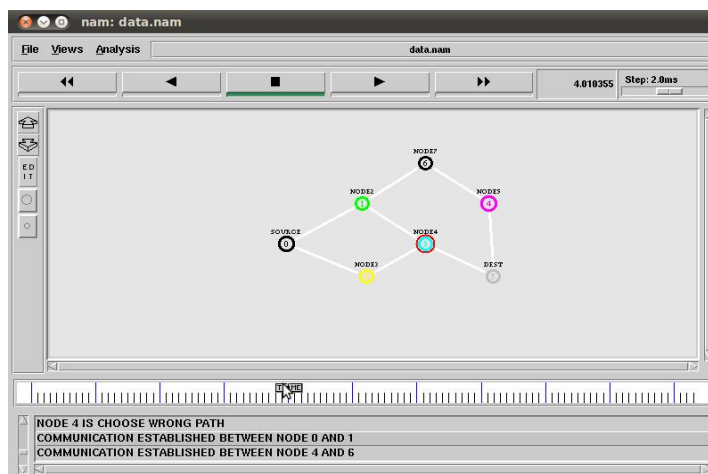 nam: data.nam
File Views Analysis data.nam
4.010355 Step: 2.0ms
ED
IT
NODE7
6
NODE2 NODE5
1 4
SOURCE NODE4
0 3
NODE3 DEST
5
TIME
NODE 4 IS CHOOSE WRONG PATH
COMMUNICATION ESTABLISHED BETWEEN NODE 0 AND 1
COMMUNICATION ESTABLISHED BETWEEN NODE 4 AND 6